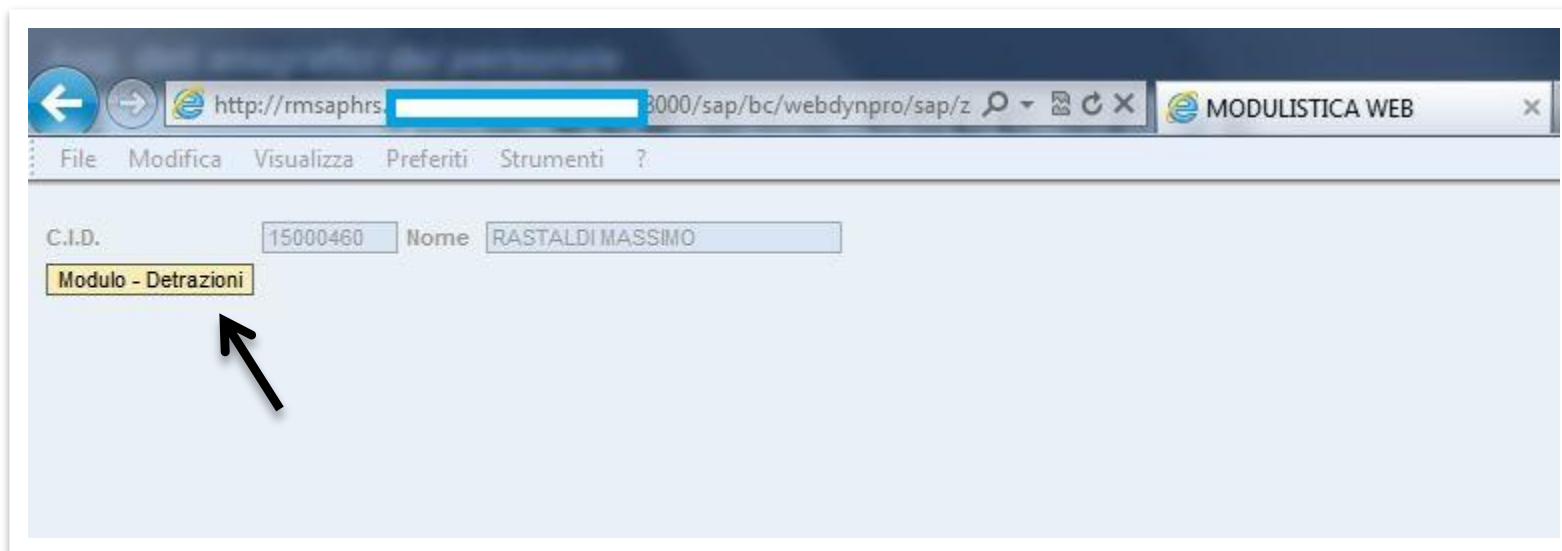 http://rmsaphrs. 8000/sap/bc/webdynpro/sap/z MODULISTICA WEB
File Modifica Visualizza Preferiti Strumenti ?
C.I.D. 15000460 Nome RASTALDI MASSIMO
Modulo - Detrazioni